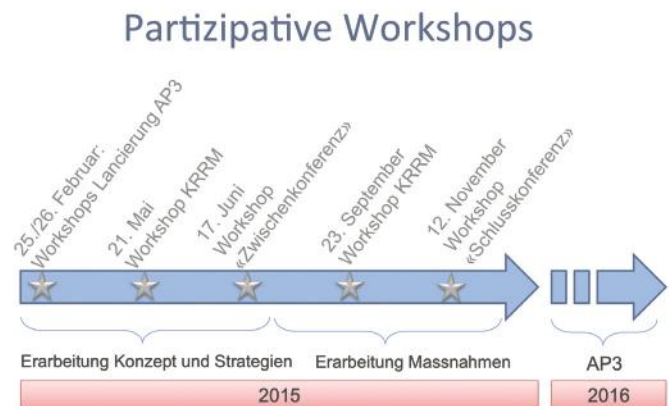 Partizipative Workshops
25./26. Februar:
Workshops Lancierung AP3
21. Mai
Workshop KRRM
17. Juni
Workshop
«Zwischenkonferenz»
23. September
Workshop KRRM
12. November
Workshop
«Schlusskonferenz»
Erarbeitung Konzept und Strategien
Erarbeitung Massnahmen
AP3
2015
2016